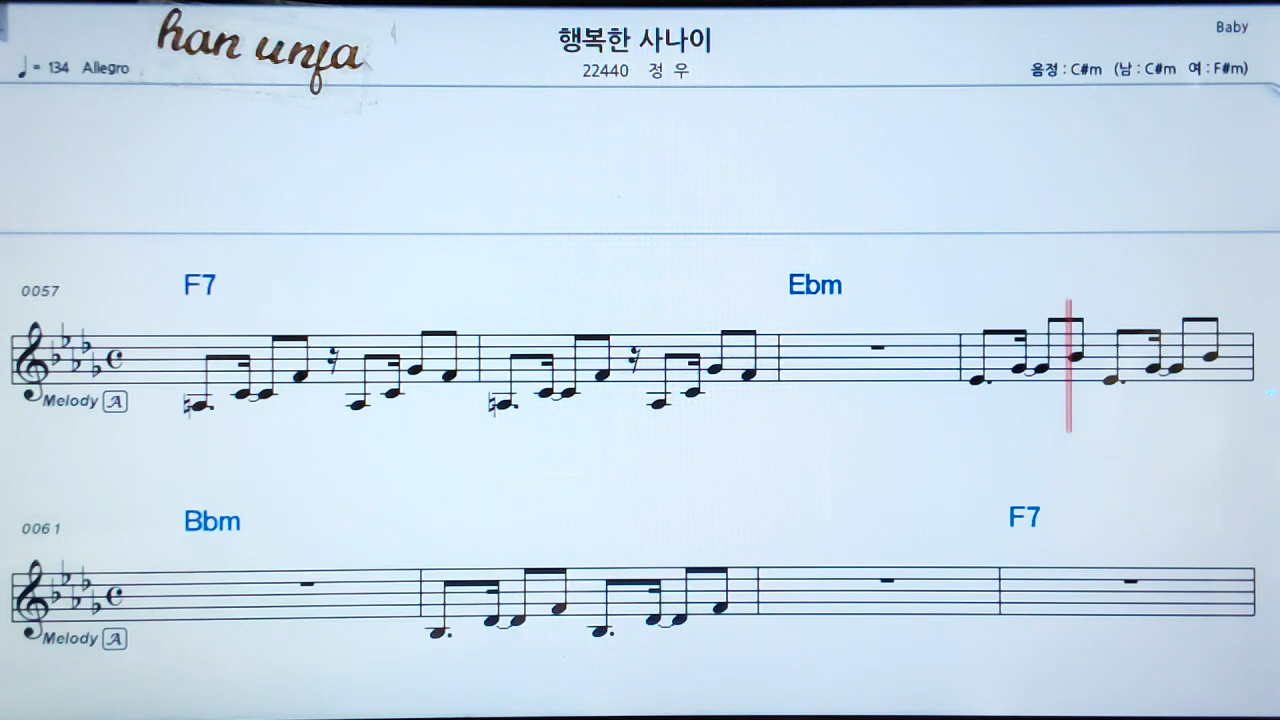 han unfa
행복한 사나이
Baby
♩ = 134 Allegro
22440 정 우
음정 : C#m (남 : C#m 여 : F#m)
0057
F7
Ebm
Melody A
0061
Bbm
F7
Melody A